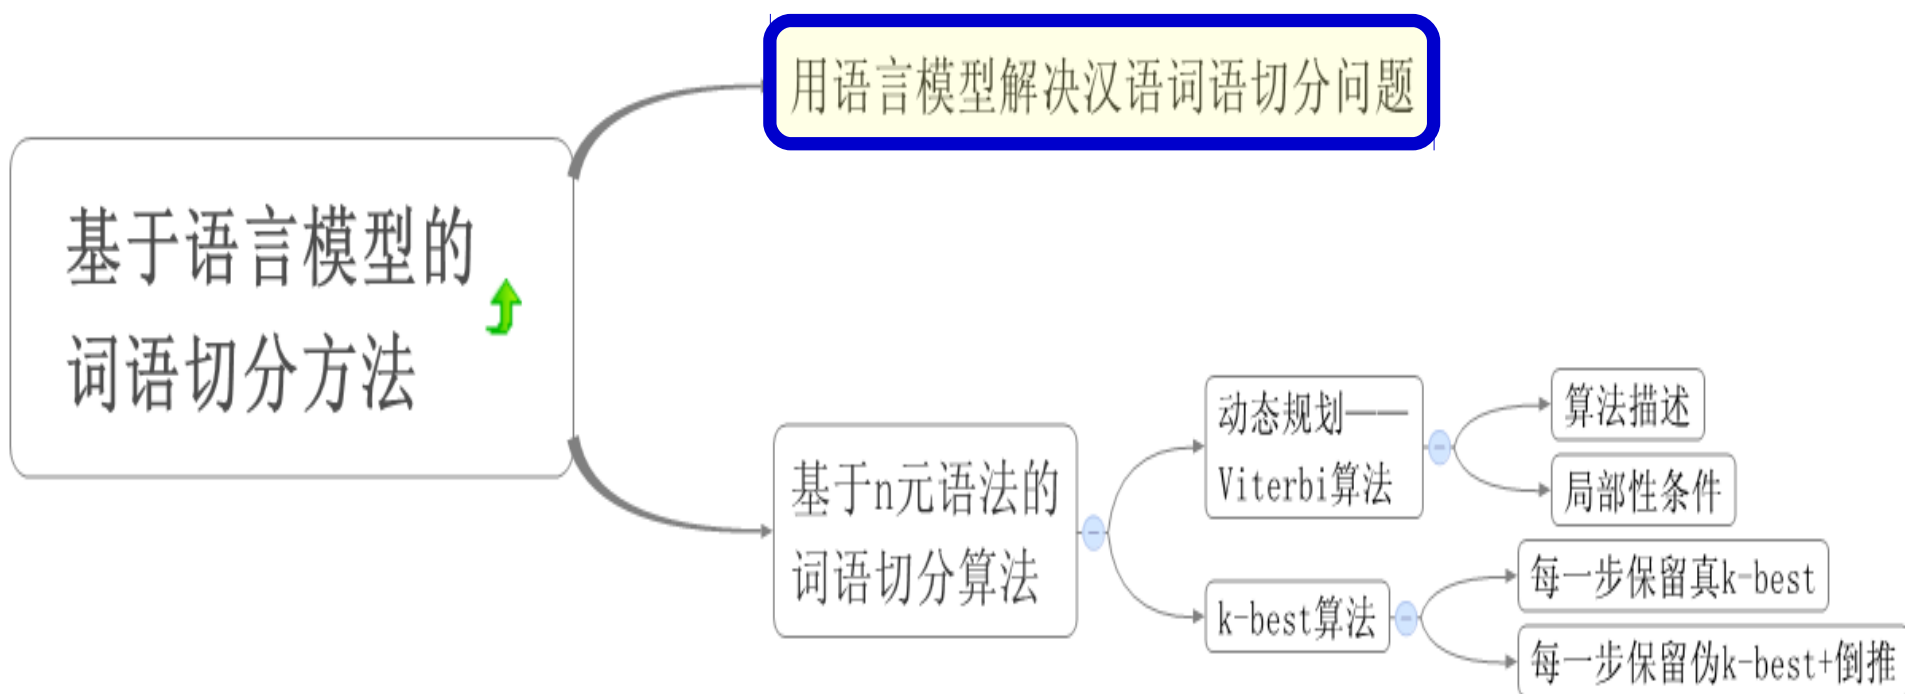 用语言模型解决汉语词语切分问题
基于语言模型的
词语切分方法
基于n元语法的
词语切分算法
动态规划——
Viterbi算法
算法描述
局部性条件
k-best算法
每一步保留真k-best
每一步保留伪k-best+倒推